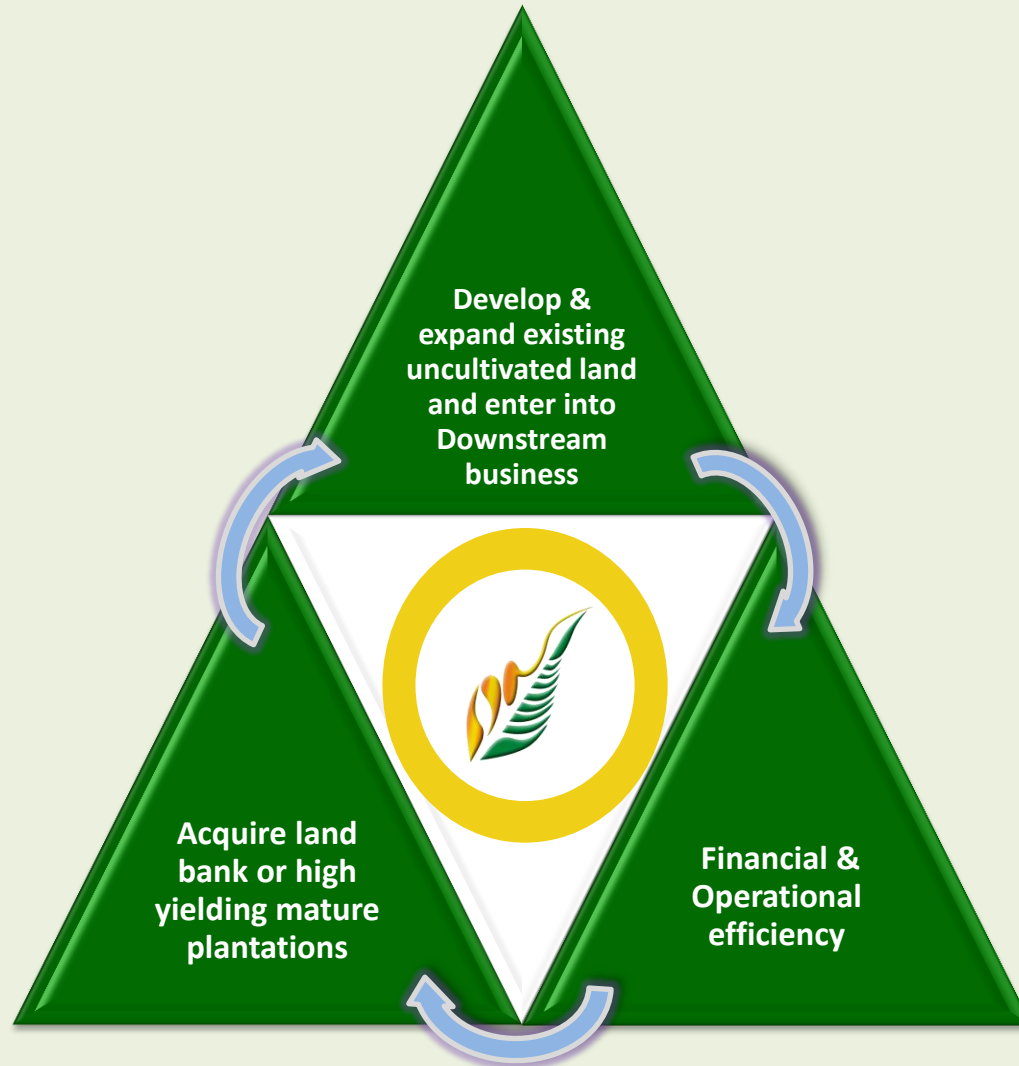 Develop &
expand existing
uncultivated land
and enter into
Downstream
business
Acquire land
bank or high
yielding mature
plantations
Financial &
Operational
efficiency